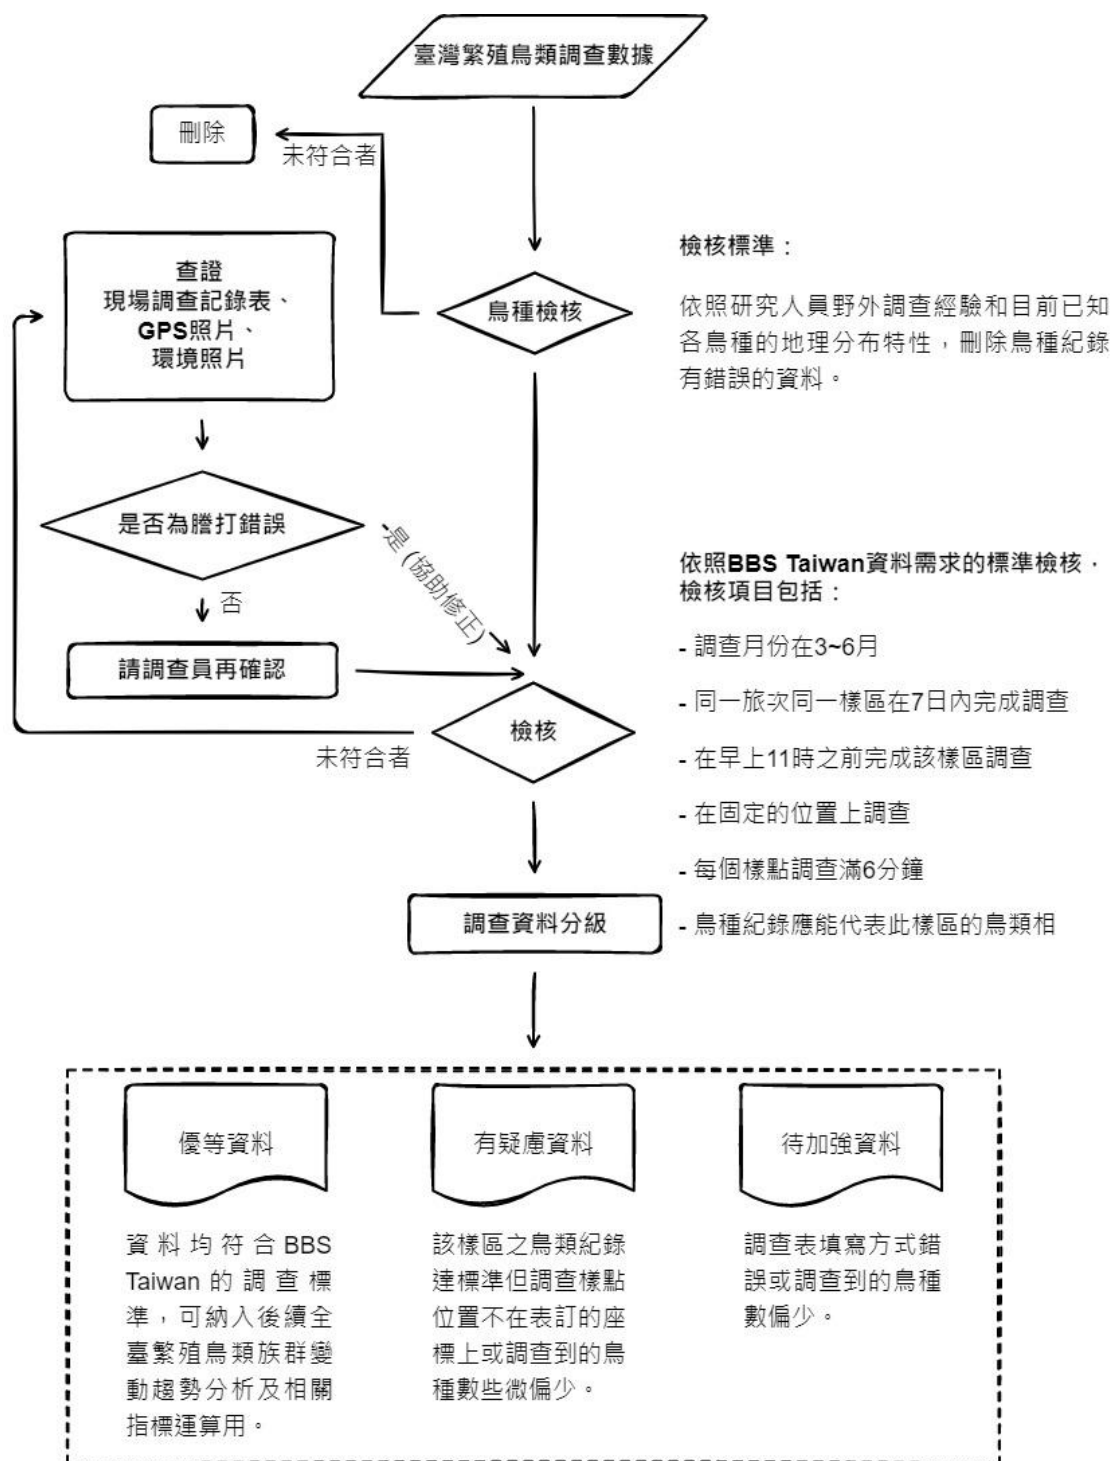 臺灣繁殖鳥類調查數據
刪除
未符合者
查證
現場調查記錄表、
GPS照片、
環境照片
鳥種檢核
檢核標準：
依照研究人員野外調查經驗和目前已知
各鳥種的地理分布特性，刪除鳥種紀錄
有錯誤的資料。
是否為謄打錯誤
是 (協助修正)
否
請調查員再確認
檢核
未符合者
依照BBS Taiwan資料需求的標準檢核，
檢核項目包括：
- 調查月份在3~6月
- 同一旅次同一樣區在7日內完成調查
- 在早上11時之前完成該樣區調查
- 在固定的位置上調查
- 每個樣點調查滿6分鐘
- 鳥種紀錄應能代表此樣區的鳥類相
調查資料分級
優等資料
資料均符合BBS
Taiwan的調查標
準，可納入後續全
臺繁殖鳥類族群變
動趨勢分析及相關
指標運算用。
有疑慮資料
該樣區之鳥類紀錄
達標準但調查樣點
位置不在表訂的座
標上或調查到的鳥
種數些微偏少。
待加強資料
調查表填寫方式錯
誤或調查到的鳥種
數偏少。